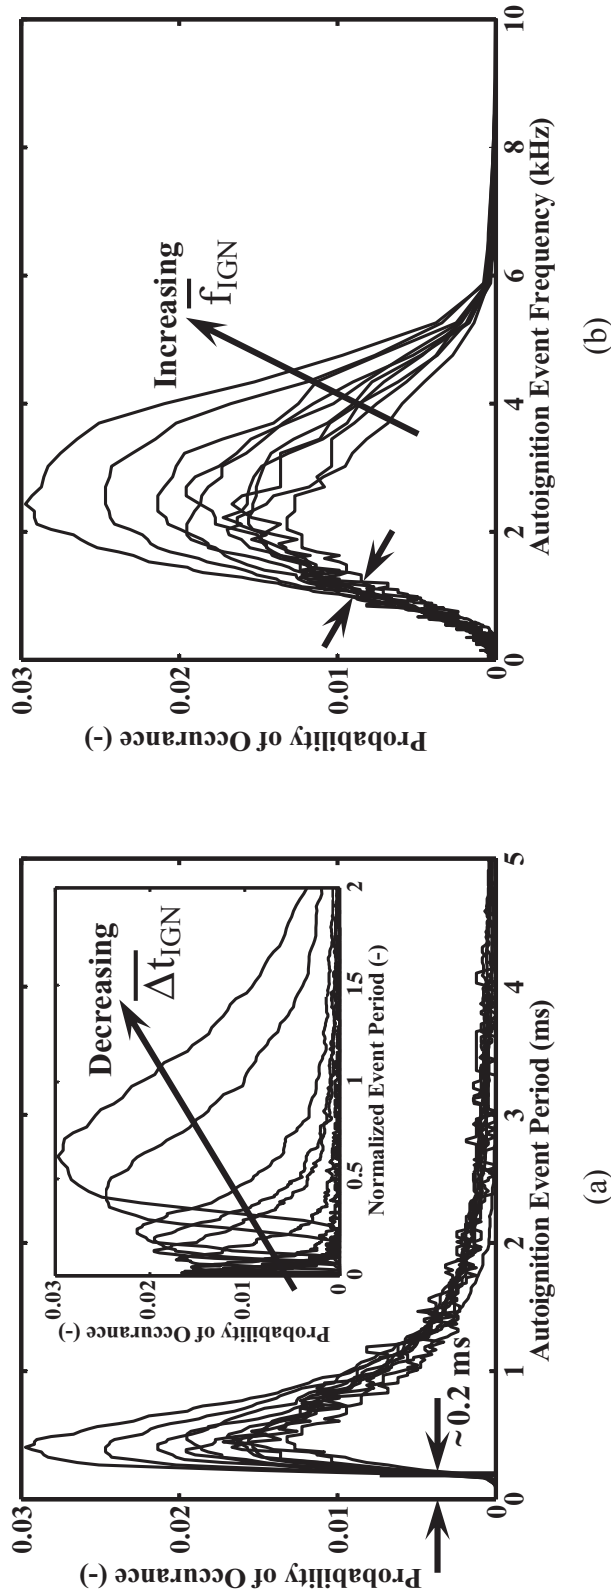 0.03
0.02
0.01
0
Probability of Occurance (-)
0 1 2 3 4 5
Autoignition Event Period (ms)
~0.2 ms
0.03
0.02
0.01
0
Probability of Occurance (-)
0 0.5 1 15 2
Normalized Event Period (-)
Decreasing
Δt_IGN
(a)
0.03
0.02
0.01
0
Probability of Occurance (-)
0 2 4 6 8 10
Autoignition Event Frequency (kHz)
Increasing
f_IGN
(b)